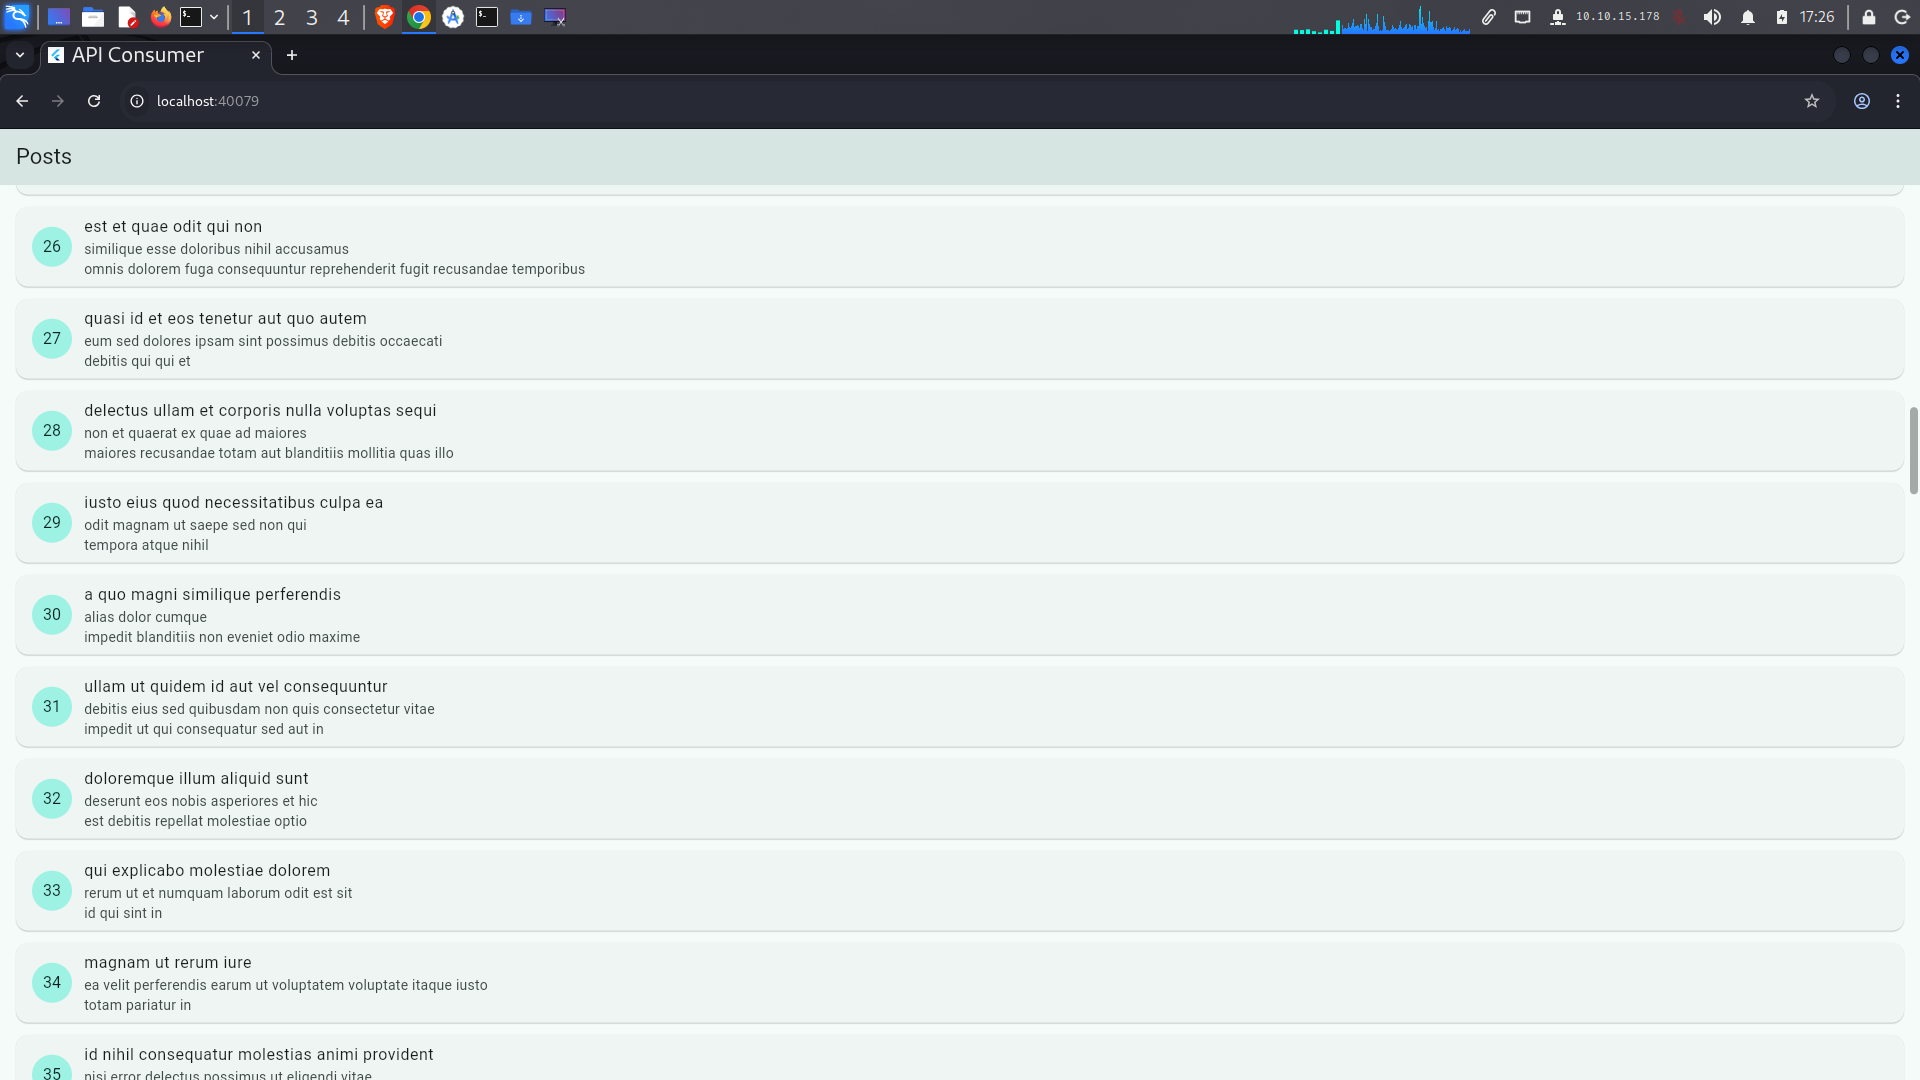 1 2 3 4 10.10.15.178 17:26
API Consumer
localhost:40079
Posts
26
est et quae odit qui non
similique esse doloribus nihil accusamus
omnis dolorem fuga consequuntur reprehenderit fugit recusandae temporibus
27
quasi id et eos tenetur aut quo autem
eum sed dolores ipsam sint possimus debitis occaecati
debitis qui qui et
28
delectus ullam et corporis nulla voluptas sequi
non et quaerat ex quae ad maiores
maiores recusandae totam aut blanditiis mollitia quas illo
29
iusto eius quod necessitatibus culpa ea
odit magnam ut saepe sed non qui
tempora atque nihil
30
a quo magni similique perferendis
alias dolor cumque
impedit blanditiis non eveniet odio maxime
31
ullam ut quidem id aut vel consequuntur
debitis eius sed quibusdam non quis consectetur vitae
impedit ut qui consequatur sed aut in
32
doloremque illum aliquid sunt
deserunt eos nobis asperiores et hic
est debitis repellat molestiae optio
33
qui explicabo molestiae dolorem
rerum ut et numquam laborum odit est sit
id qui sint in
34
magnam ut rerum iure
ea velit perferendis earum ut voluptatem voluptate itaque iusto
totam pariatur in
35
id nihil consequatur molestias animi provident
nisi error delectus possimus ut eligendi vitae